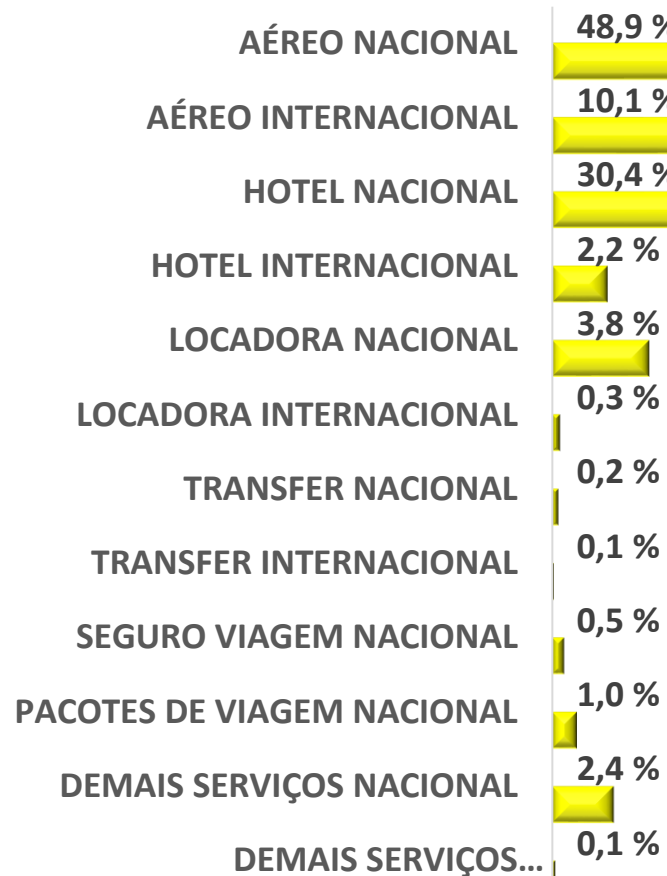 AÉREO NACIONAL 48,9 %
AÉREO INTERNACIONAL 10,1 %
HOTEL NACIONAL 30,4 %
HOTEL INTERNACIONAL 2,2 %
LOCADORA NACIONAL 3,8 %
LOCADORA INTERNACIONAL 0,3 %
TRANSFER NACIONAL 0,2 %
TRANSFER INTERNACIONAL 0,1 %
SEGURO VIAGEM NACIONAL 0,5 %
PACOTES DE VIAGEM NACIONAL 1,0 %
DEMAIS SERVIÇOS NACIONAL 2,4 %
DEMAIS SERVIÇOS... 0,1 %